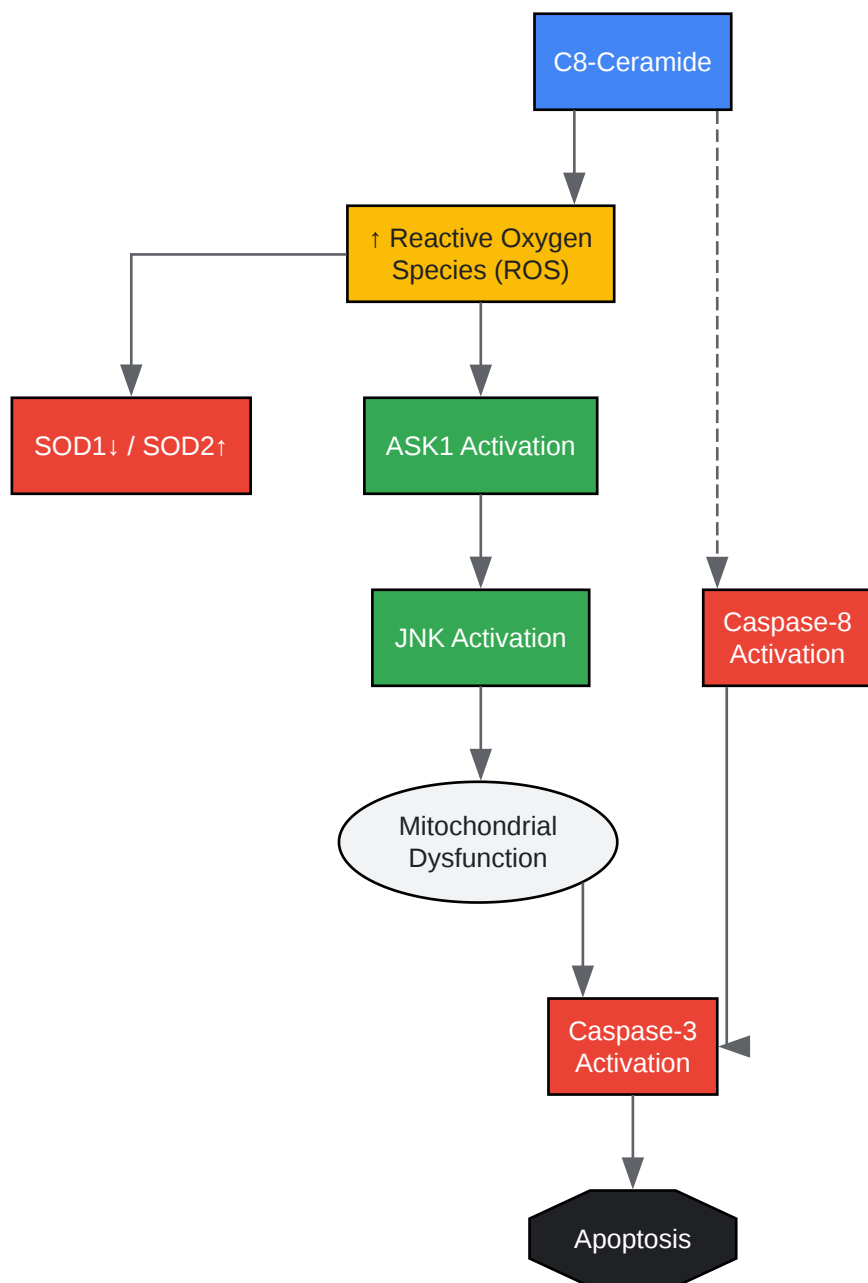 C8-Ceramide
↑ Reactive Oxygen
Species (ROS)
SOD1↓ / SOD2↑
ASK1 Activation
JNK Activation
Caspase-8
Activation
Mitochondrial
Dysfunction
Caspase-3
Activation
Apoptosis